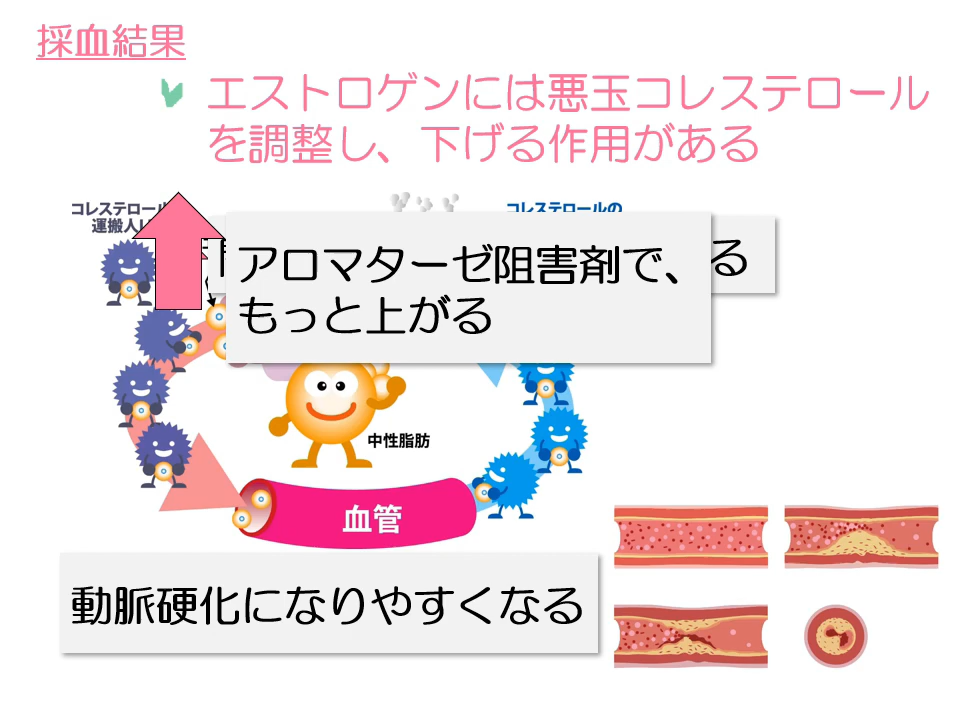 採血結果
エストロゲンには悪玉コレステロール
を調整し、下げる作用がある
コレステロール
運搬人
コレステロールの
る
アロマターゼ阻害剤で、
もっと上がる
中性脂肪
血管
動脈硬化になりやすくなる